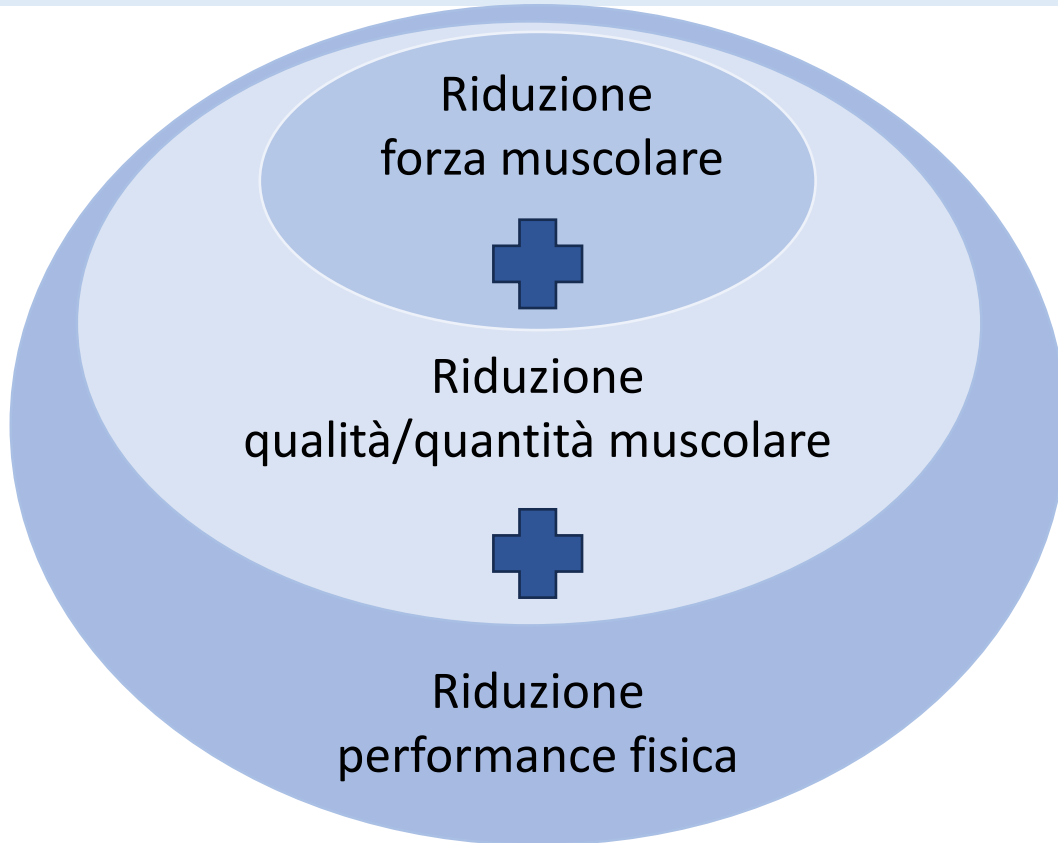 Riduzione
forza muscolare
Riduzione
qualità/quantità muscolare
Riduzione
performance fisica